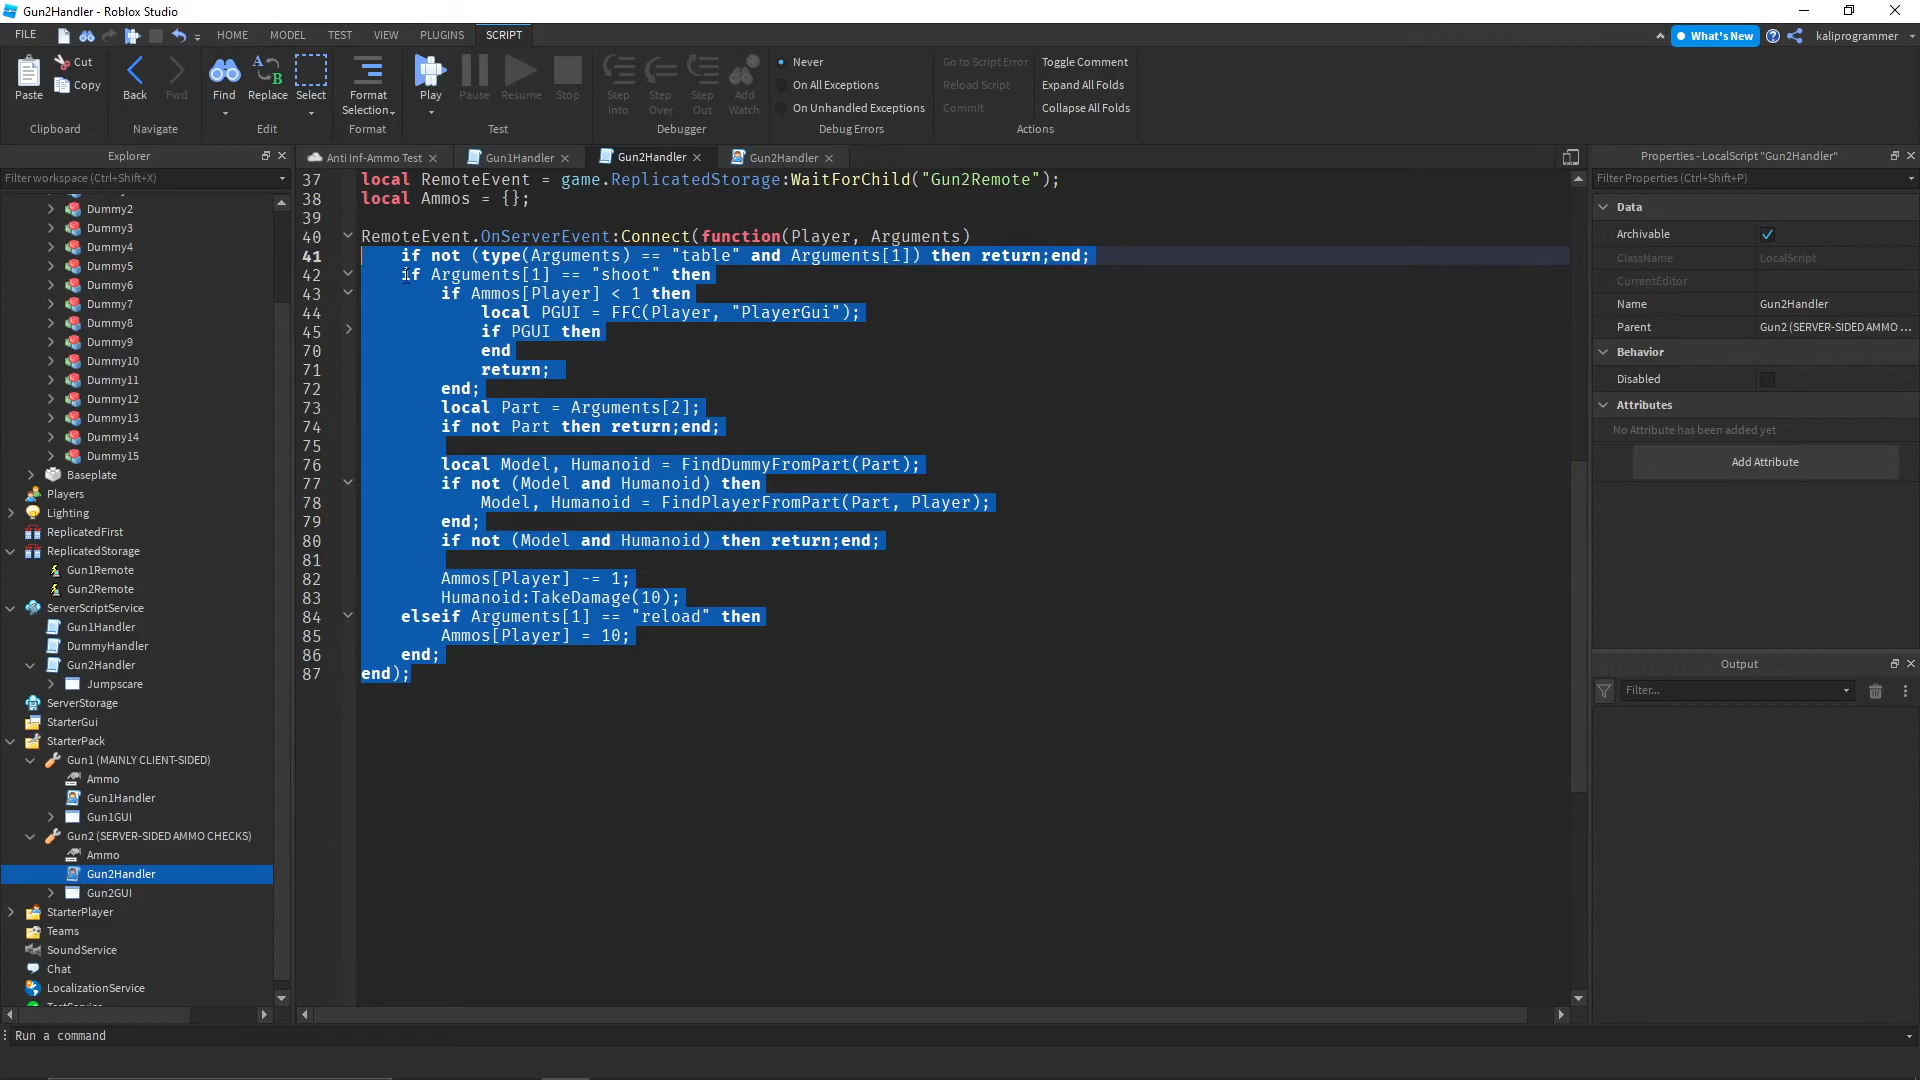 Gun2Handler - Roblox Studio
FILE
HOME
MODEL
TEST
VIEW
PLUGINS
SCRIPT
What's New
kaliprogrammer
Paste
Cut
Copy
Clipboard
Back
Fwd
Navigate
Find
Replace
Select
Edit
Format
Selection
Format
Play
Pause
Resume
Stop
Test
Step
Into
Step
Over
Step
Out
Add
Watch
Debugger
Never
On All Exceptions
On Unhandled Exceptions
Debug Errors
Go to Script Error
Reload Script
Commit
Toggle Comment
Expand All Folds
Collapse All Folds
Actions
Explorer
Filter workspace (Ctrl+Shift+X)
Dummy2
Dummy3
Dummy4
Dummy5
Dummy6
Dummy7
Dummy8
Dummy9
Dummy10
Dummy11
Dummy12
Dummy13
Dummy14
Dummy15
Baseplate
Players
Lighting
ReplicatedFirst
ReplicatedStorage
Gun1Remote
Gun2Remote
ServerScriptService
Gun1Handler
DummyHandler
Gun2Handler
Jumpscare
ServerStorage
StarterGui
StarterPack
Gun1 (MAINLY CLIENT-SIDED)
Ammo
Gun1Handler
Gun1GUI
Gun2 (SERVER-SIDED AMMO CHECKS)
Ammo
Gun2Handler
Gun2GUI
StarterPlayer
Teams
SoundService
Chat
LocalizationService
TestService
Anti Inf-Ammo Test
Gun1Handler
Gun2Handler
Gun2Handler
37 local RemoteEvent = game.ReplicatedStorage:WaitForChild("Gun2Remote");
38 local Ammos = {};
39
40 RemoteEvent.OnServerEvent:Connect(function(Player, Arguments)
41 if not (type(Arguments) == "table" and Arguments[1]) then return;end;
42 if Arguments[1] == "shoot" then
43 if Ammos[Player] < 1 then
44 local PGUI = FFC(Player, "PlayerGui");
45 if PGUI then
70 end
71 return;
72 end;
73 local Part = Arguments[2];
74 if not Part then return;end;
75
76 local Model, Humanoid = FindDummyFromPart(Part);
77 if not (Model and Humanoid) then
78 Model, Humanoid = FindPlayerFromPart(Part, Player);
79 end;
80 if not (Model and Humanoid) then return;end;
81
82 Ammos[Player] -= 1;
83 Humanoid:TakeDamage(10);
84 elseif Arguments[1] == "reload" then
85 Ammos[Player] = 10;
86 end;
87 end);
Properties - LocalScript "Gun2Handler"
Filter Properties (Ctrl+Shift+P)
Data
Archivable
ClassName LocalScript
CurrentEditor
Name Gun2Handler
Parent Gun2 (SERVER-SIDED AMMO ...
Behavior
Disabled
Attributes
No Attribute has been added yet
Add Attribute
Output
Filter...
Run a command